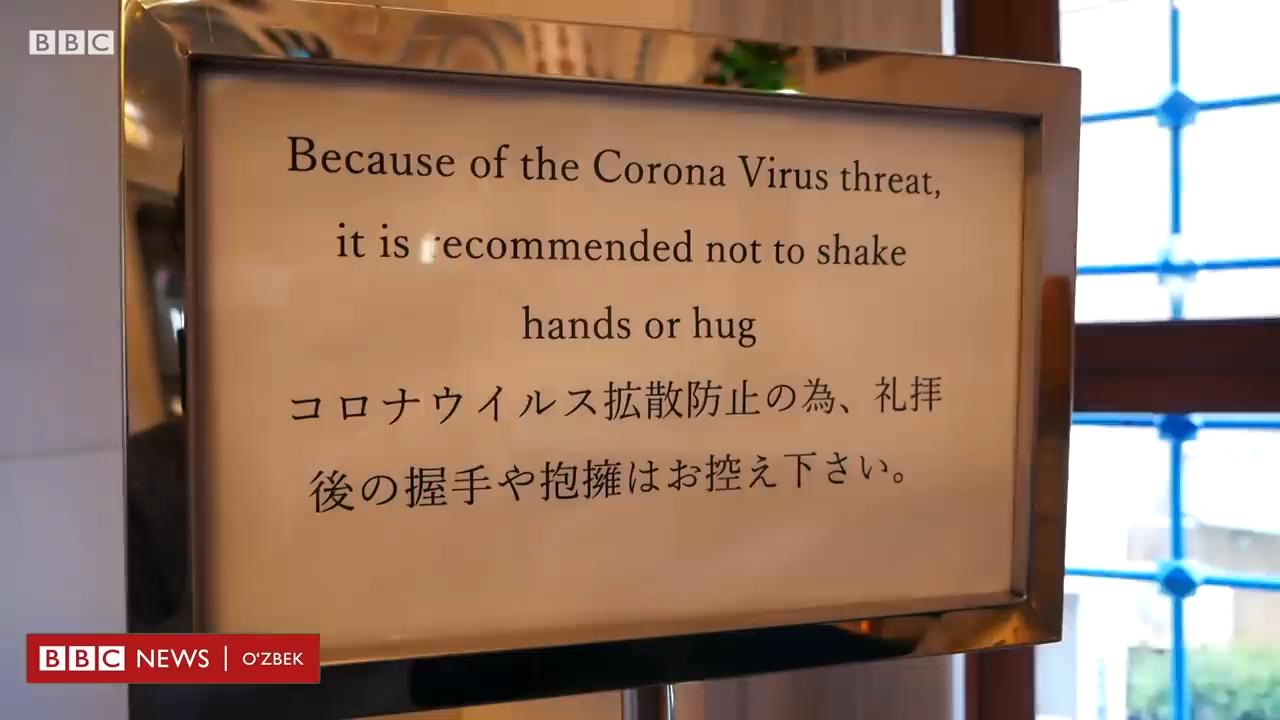 BBC
Because of the Corona Virus threat,
it is recommended not to shake
hands or hug
コロナウイルス拡散防止の為、礼拝
後の握手や抱擁はお控え下さい。
BBC NEWS | O‘ZBEK